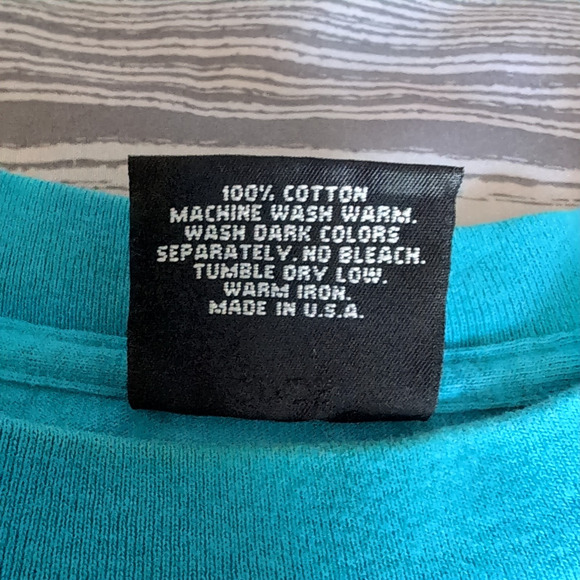 100% COTTON
MACHINE WASH WARM.
WASH DARK COLORS
SEPARATELY. NO BLEACH.
TUMBLE DRY LOW.
WARM IRON.
MADE IN U.S.A.